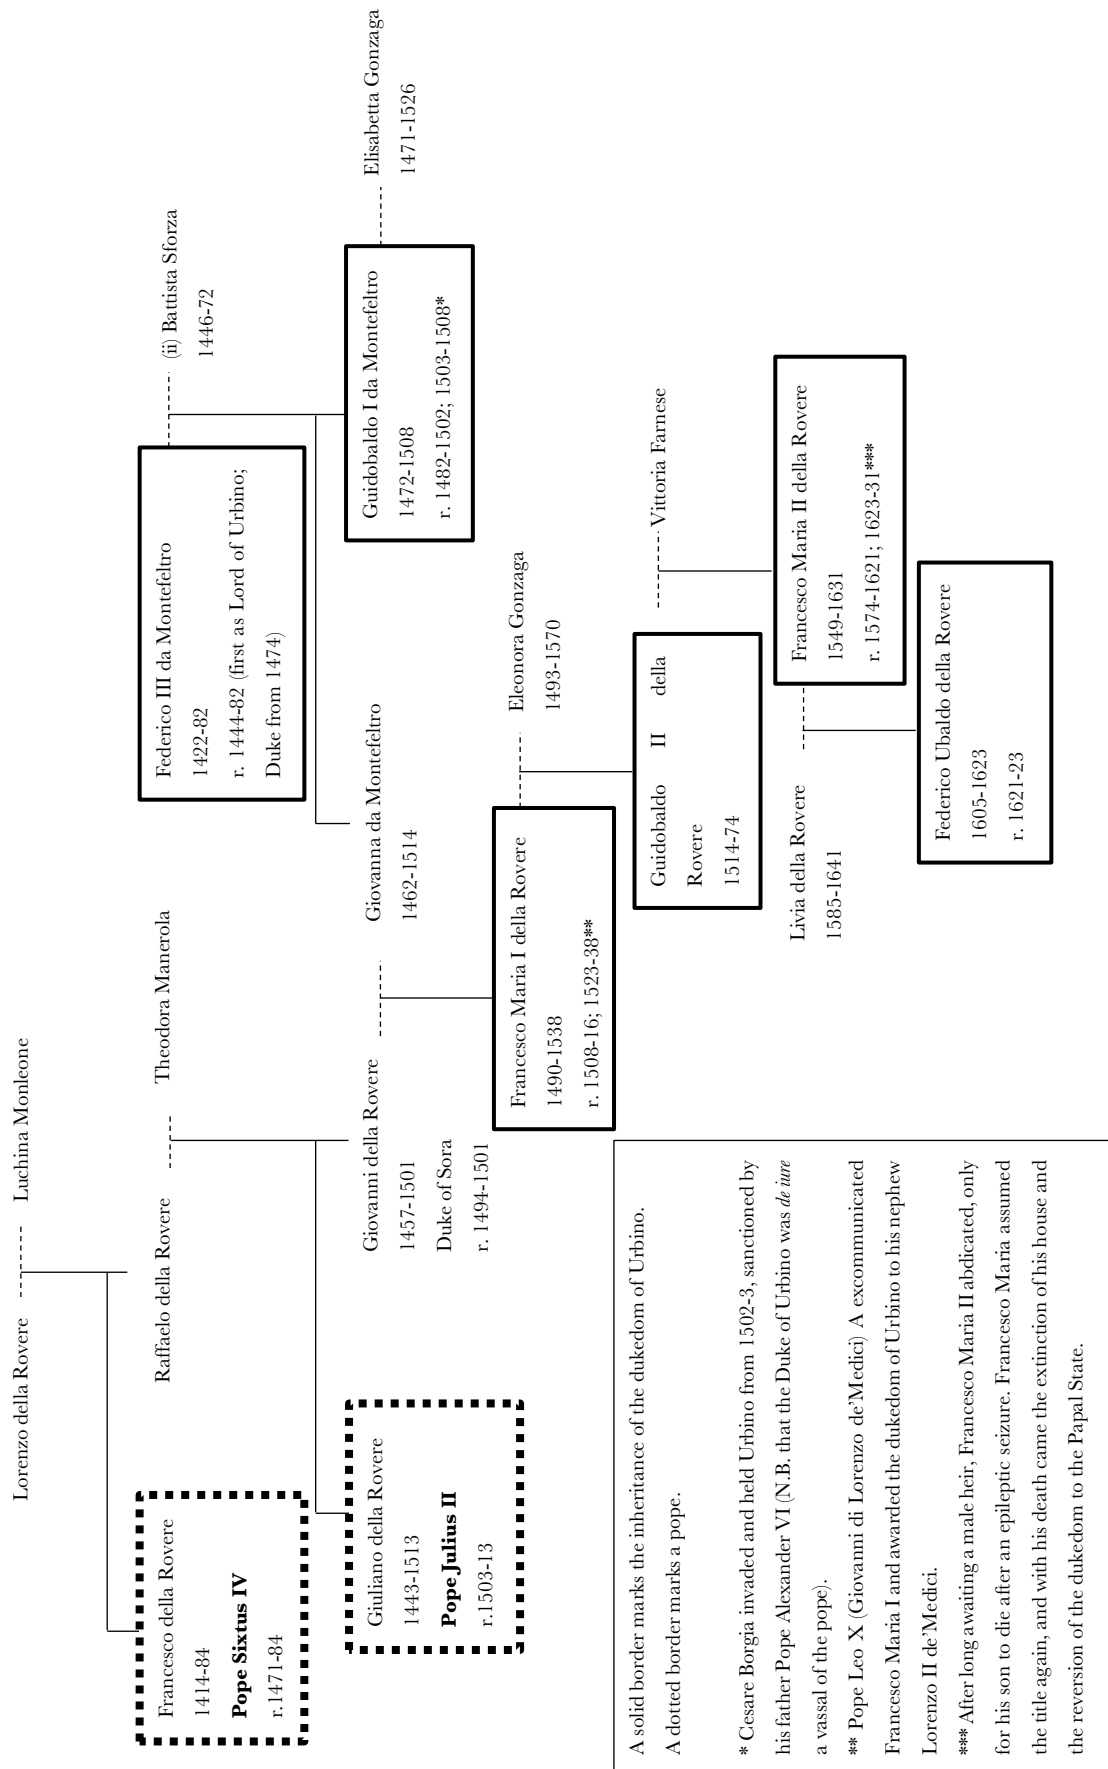 Lorenzo della Rovere
Luchina Monleone
Francesco della Rovere
1414-84
Pope Sixtus IV
r.1471-84
Raffaelo della Rovere
Theodora Manerola
Federico III da Montefeltro
1422-82
r. 1444-82 (first as Lord of Urbino;
Duke from 1474)
(ii) Battista Sforza
1446-72
Giuliano della Rovere
1443-1513
Pope Julius II
r.1503-13
Giovanni della Rovere
1457-1501
Duke of Sora
r. 1494-1501
Giovanna da Montefeltro
1462-1514
Guidobaldo I da Montefeltro
1472-1508
r. 1482-1502; 1503-1508*
Elisabetta Gonzaga
1471-1526
Francesco Maria I della Rovere
1490-1538
r. 1508-16; 1523-38**
Eleonora Gonzaga
1493-1570
Guidobaldo II della
Rovere
1514-74
Vittoria Farnese
Livia della Rovere
1585-1641
Francesco Maria II della Rovere
1549-1631
r. 1574-1621; 1623-31***
Federico Ubaldo della Rovere
1605-1623
r. 1621-23
A solid border marks the inheritance of the dukedom of Urbino.
A dotted border marks a pope.
* Cesare Borgia invaded and held Urbino from 1502-3, sanctioned by
his father Pope Alexander VI (N.B. that the Duke of Urbino was de iure
a vassal of the pope).
** Pope Leo X (Giovanni di Lorenzo de'Medici) A excommunicated
Francesco Maria I and awarded the dukedom of Urbino to his nephew
Lorenzo II de'Medici.
*** After long awaiting a male heir, Francesco Maria II abdicated, only
for his son to die after an epileptic seizure. Francesco Maria assumed
the title again, and with his death came the extinction of his house and
the reversion of the dukedom to the Papal State.